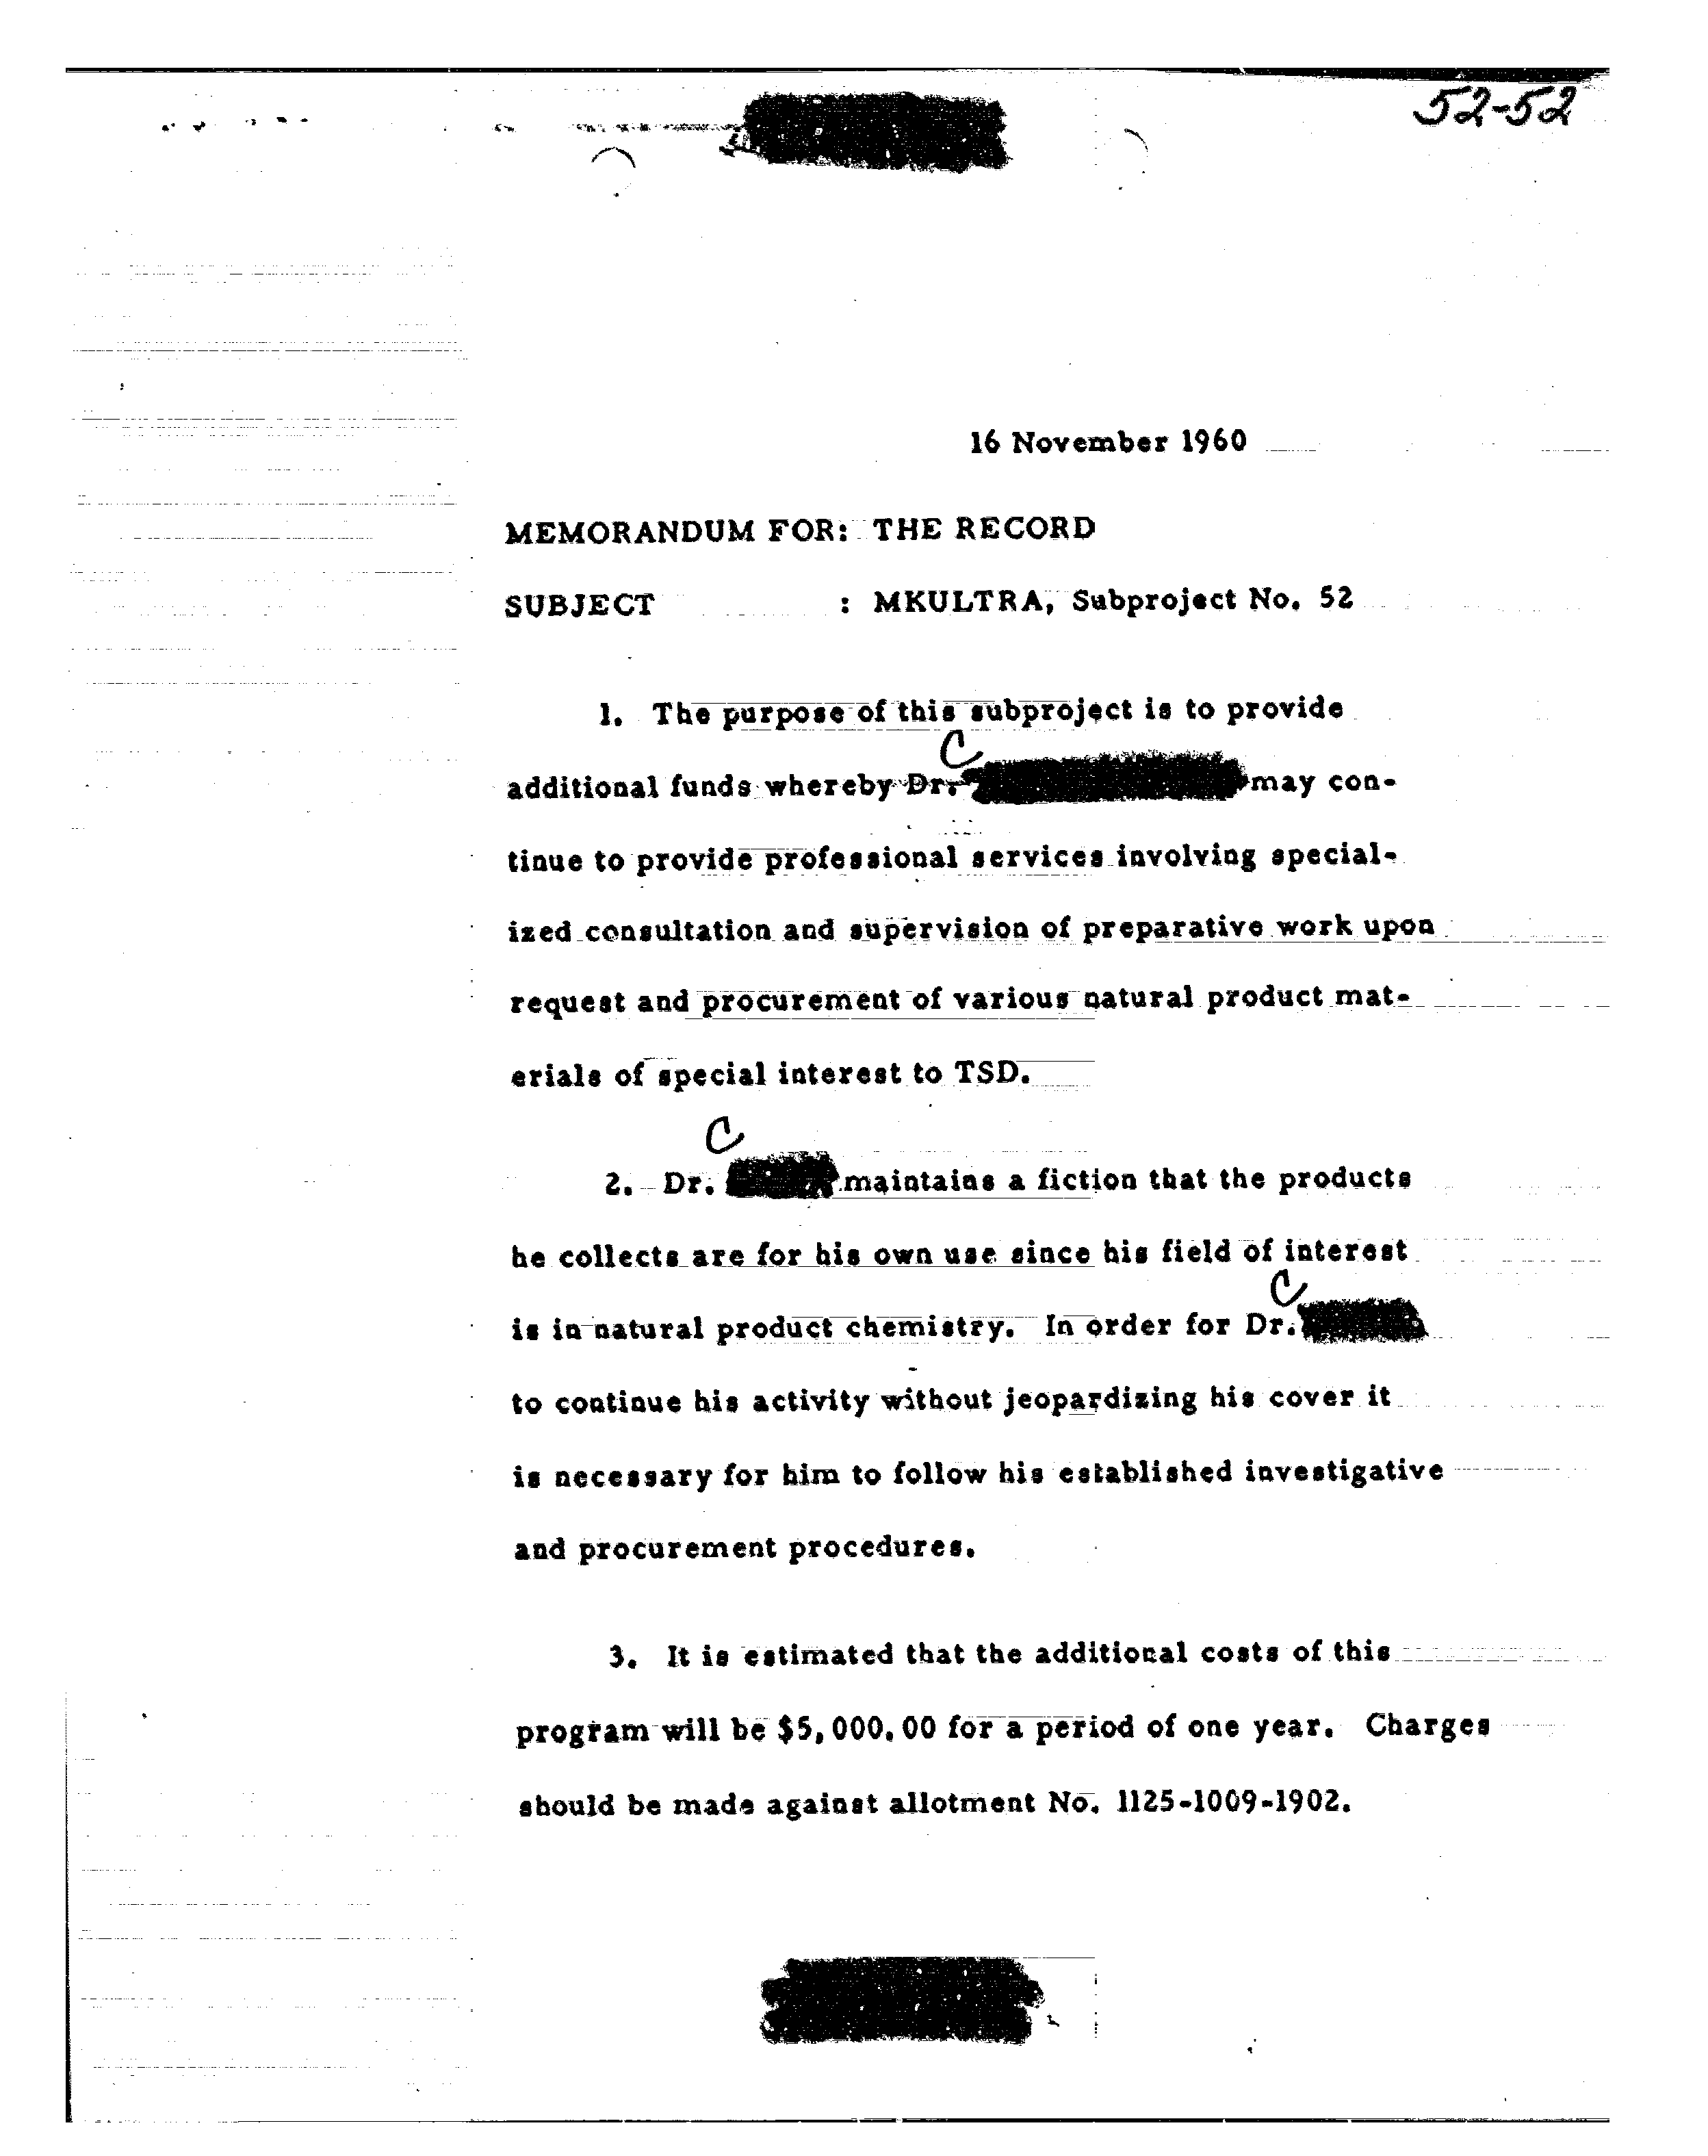 52-52
16 November 1960
MEMORANDUM FOR: THE RECORD
SUBJECT : MKULTRA, Subproject No. 52
1. The purpose of this subproject is to provide
C
additional funds whereby Dr. may con-
tinue to provide professional services involving special-
ized consultation and supervision of preparative work upon
request and procurement of various natural product mat-
erials of special interest to TSD.
C
2. Dr. maintains a fiction that the products
he collects are for his own use since his field of interest
C
is in natural product chemistry. In order for Dr.
to continue his activity without jeopardizing his cover it
is necessary for him to follow his established investigative
and procurement procedures.
3. It is estimated that the additional costs of this
program will be $5,000.00 for a period of one year. Charges
should be made against allotment No. 1125-1009-1902.